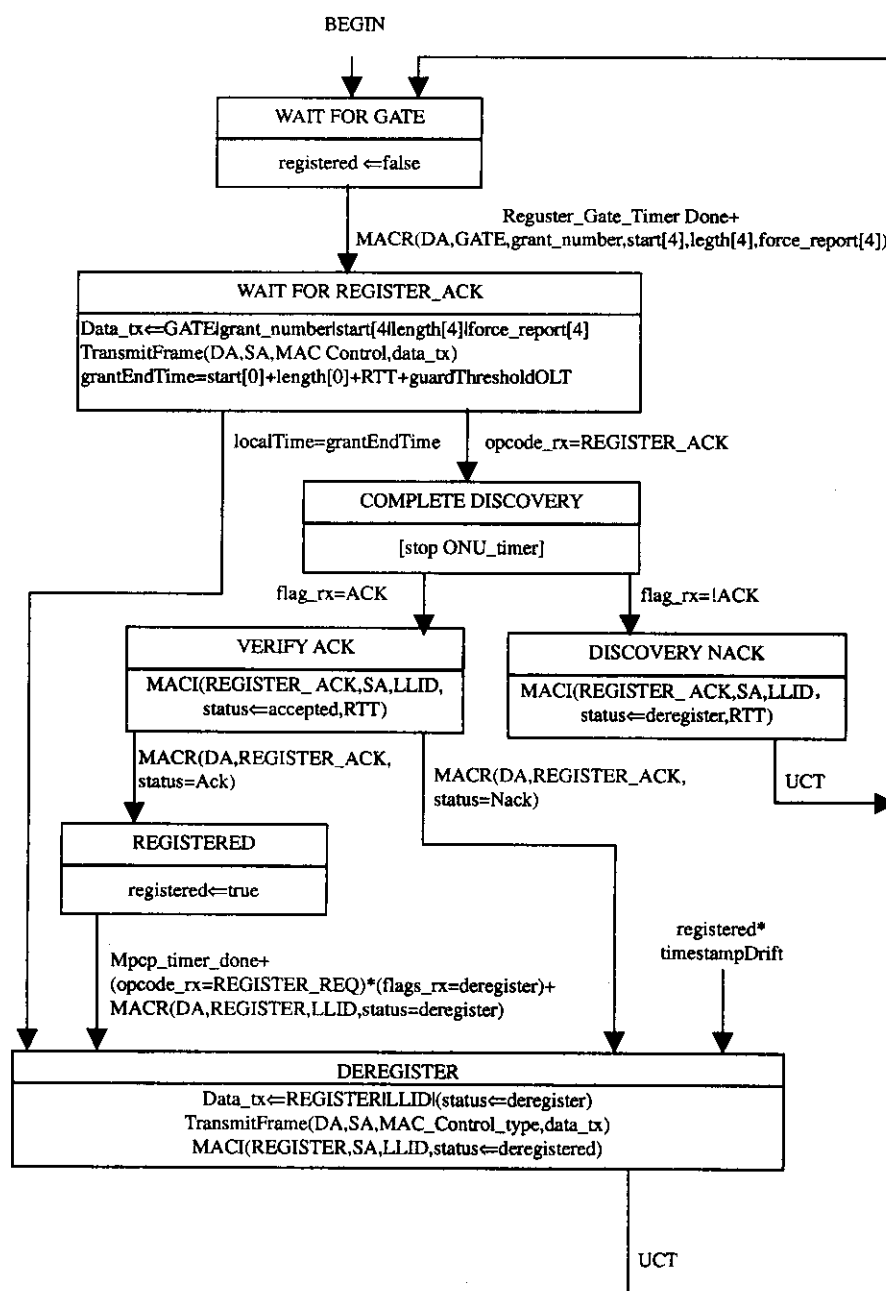 BEGIN
WAIT FOR GATE
registered ⇐false
Reguster_Gate_Timer Done+
MACR(DA,GATE,grant_number,start[4],legth[4],force_report[4])
WAIT FOR REGISTER_ACK
Data_tx⇐GATE|grant_number|start[4|length[4]|force_report[4]
TransmitFrame(DA,SA,MAC Control,data_tx)
grantEndTime=start[0]+length[0]+RTT+guardThresholdOLT
localTime=grantEndTime
opcode_rx=REGISTER_ACK
COMPLETE DISCOVERY
[stop ONU_timer]
flag_rx=ACK
flag_rx=!ACK
VERIFY ACK
MACI(REGISTER_ ACK,SA,LLID,
status⇐accepted,RTT)
DISCOVERY NACK
MACI(REGISTER_ ACK,SA,LLID,
status⇐deregister,RTT)
MACR(DA,REGISTER_ACK,
status=Ack)
MACR(DA,REGISTER_ACK,
status=Nack)
UCT
REGISTERED
registered⇐true
registered*
timestampDrift
Mpcp_timer_done+
(opcode_rx=REGISTER_REQ)*(flags_rx=deregister)+
MACR(DA,REGISTER,LLID,status=deregister)
DEREGISTER
Data_tx⇐REGISTER|LLID|(status⇐deregister)
TransmitFrame(DA,SA,MAC_Control_type,data_tx)
MACI(REGISTER,SA,LLID,status⇐deregistered)
UCT